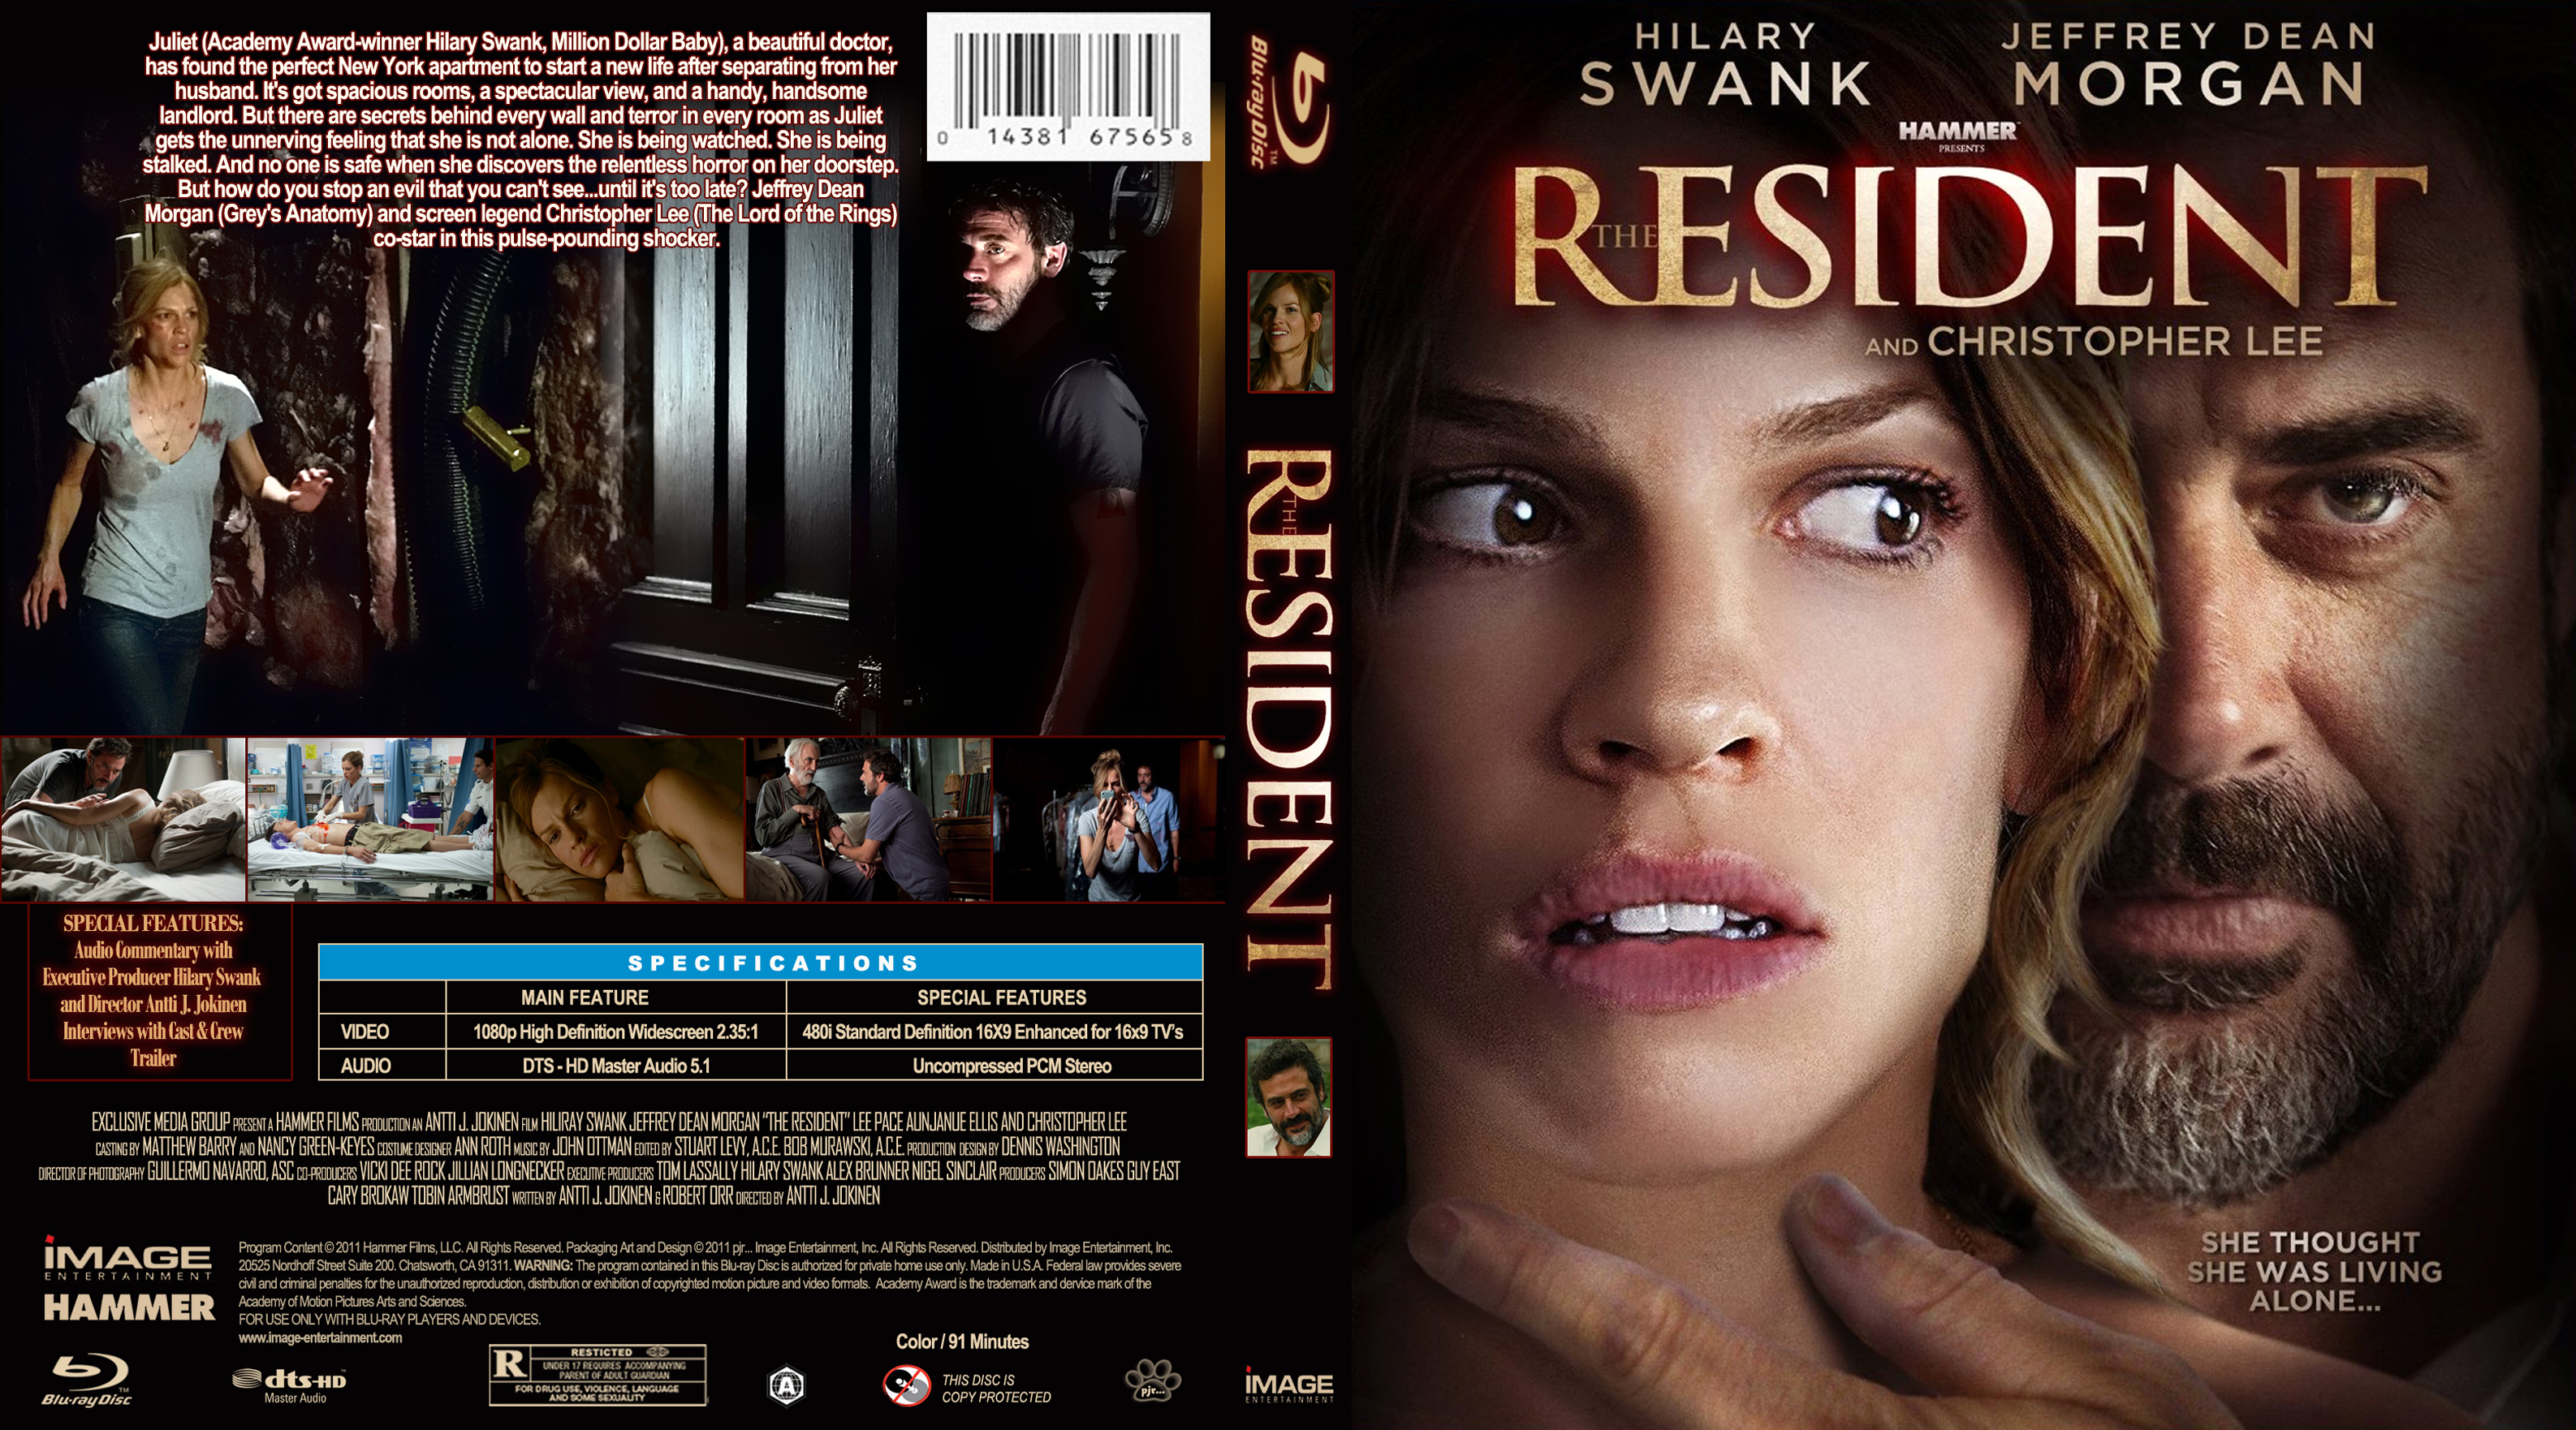 Juliet (Academy Award-winner Hilary Swank, Million Dollar Baby), a beautiful doctor,
has found the perfect New York apartment to start a new life after separating from her
husband. It's got spacious rooms, a spectacular view, and a handy, handsome
landlord. But there are secrets behind every wall and terror in every room as Juliet
gets the unnerving feeling that she is not alone. She is being watched. She is being
stalked. And no one is safe when she discovers the relentless horror on her doorstep.
But how do you stop an evil that you can't see...until it's too late? Jeffrey Dean
Morgan (Grey's Anatomy) and screen legend Christopher Lee (The Lord of the Rings)
co-star in this pulse-pounding shocker.
0 14381 67565 8
SPECIAL FEATURES:
Audio Commentary with
Executive Producer Hilary Swank
and Director Antti J. Jokinen
Interviews with Cast & Crew
Trailer
SPECIFICATIONS
MAIN FEATURE SPECIAL FEATURES
VIDEO 1080p High Definition Widescreen 2.35:1 480i Standard Definition 16X9 Enhanced for 16x9 TV's
AUDIO DTS - HD Master Audio 5.1 Uncompressed PCM Stereo
EXCLUSIVE MEDIA GROUP PRESENT A HAMMER FILMS PRODUCTION AN ANTTI J. JOKINEN FILM HILIRAY SWANK JEFFREY DEAN MORGAN "THE RESIDENT" LEE PACE AUNJANUE ELLIS AND CHRISTOPHER LEE
CASTING BY MATTHEW BARRY AND NANCY GREEN-KEYES COSTUME DESIGNER ANN ROTH MUSIC BY JOHN OTTMAN EDITED BY STUART LEVY, A.C.E. BOB MURAWSKI, A.C.E. PRODUCTION DESIGN BY DENNIS WASHINGTON
DIRECTOR OF PHOTOGRAPHY GUILLERMO NAVARRO, ASC CO-PRODUCERS VICKI DEE ROCK JILLIAN LONGNECKER EXECUTIVE PRODUCERS TOM LASSALLY HILARY SWANK ALEX BRUNNER NIGEL SINCLAIR PRODUCERS SIMON OAKES GUY EAST
CARY BROKAW TOBIN ARMBRUST WRITTEN BY ANTTI J. JOKINEN & ROBERT ORR DIRECTED BY ANTTI J. JOKINEN
iMAGE
ENTERTAINMENT
HAMMER
Program Content © 2011 Hammer Films, LLC. All Rights Reserved. Packaging Art and Design © 2011 pjr... Image Entertainment, Inc. All Rights Reserved. Distributed by Image Entertainment, Inc.
20525 Nordhoff Street Suite 200. Chatsworth, CA 91311. WARNING: The program contained in this Blu-ray Disc is authorized for private home use only. Made in U.S.A. Federal law provides severe
civil and criminal penalties for the unauthorized reproduction, distribution or exhibition of copyrighted motion picture and video formats. Academy Award is the trademark and dervice mark of the
Academy of Motion Pictures Arts and Sciences.
FOR USE ONLY WITH BLU-RAY PLAYERS AND DEVICES.
www.image-entertainment.com
Blu-ray Disc™
dts-HD™
Master Audio
R
RESTICTED
UNDER 17 REQUIRES ACCOMPANYING
PARENT OF ADULT GUARDIAN
FOR DRUG USE, VIOLENCE, LANGUAGE
AND SOME SEXUALITY
A
Color / 91 Minutes
THIS DISC IS
COPY PROTECTED
pjr...
Blu-ray Disc™
THE RESIDENT
iMAGE
ENTERTAINMENT
HILARY
SWANK
JEFFREY DEAN
MORGAN
HAMMER™
PRESENTS
THE RESIDENT
AND CHRISTOPHER LEE
SHE THOUGHT
SHE WAS LIVING
ALONE...